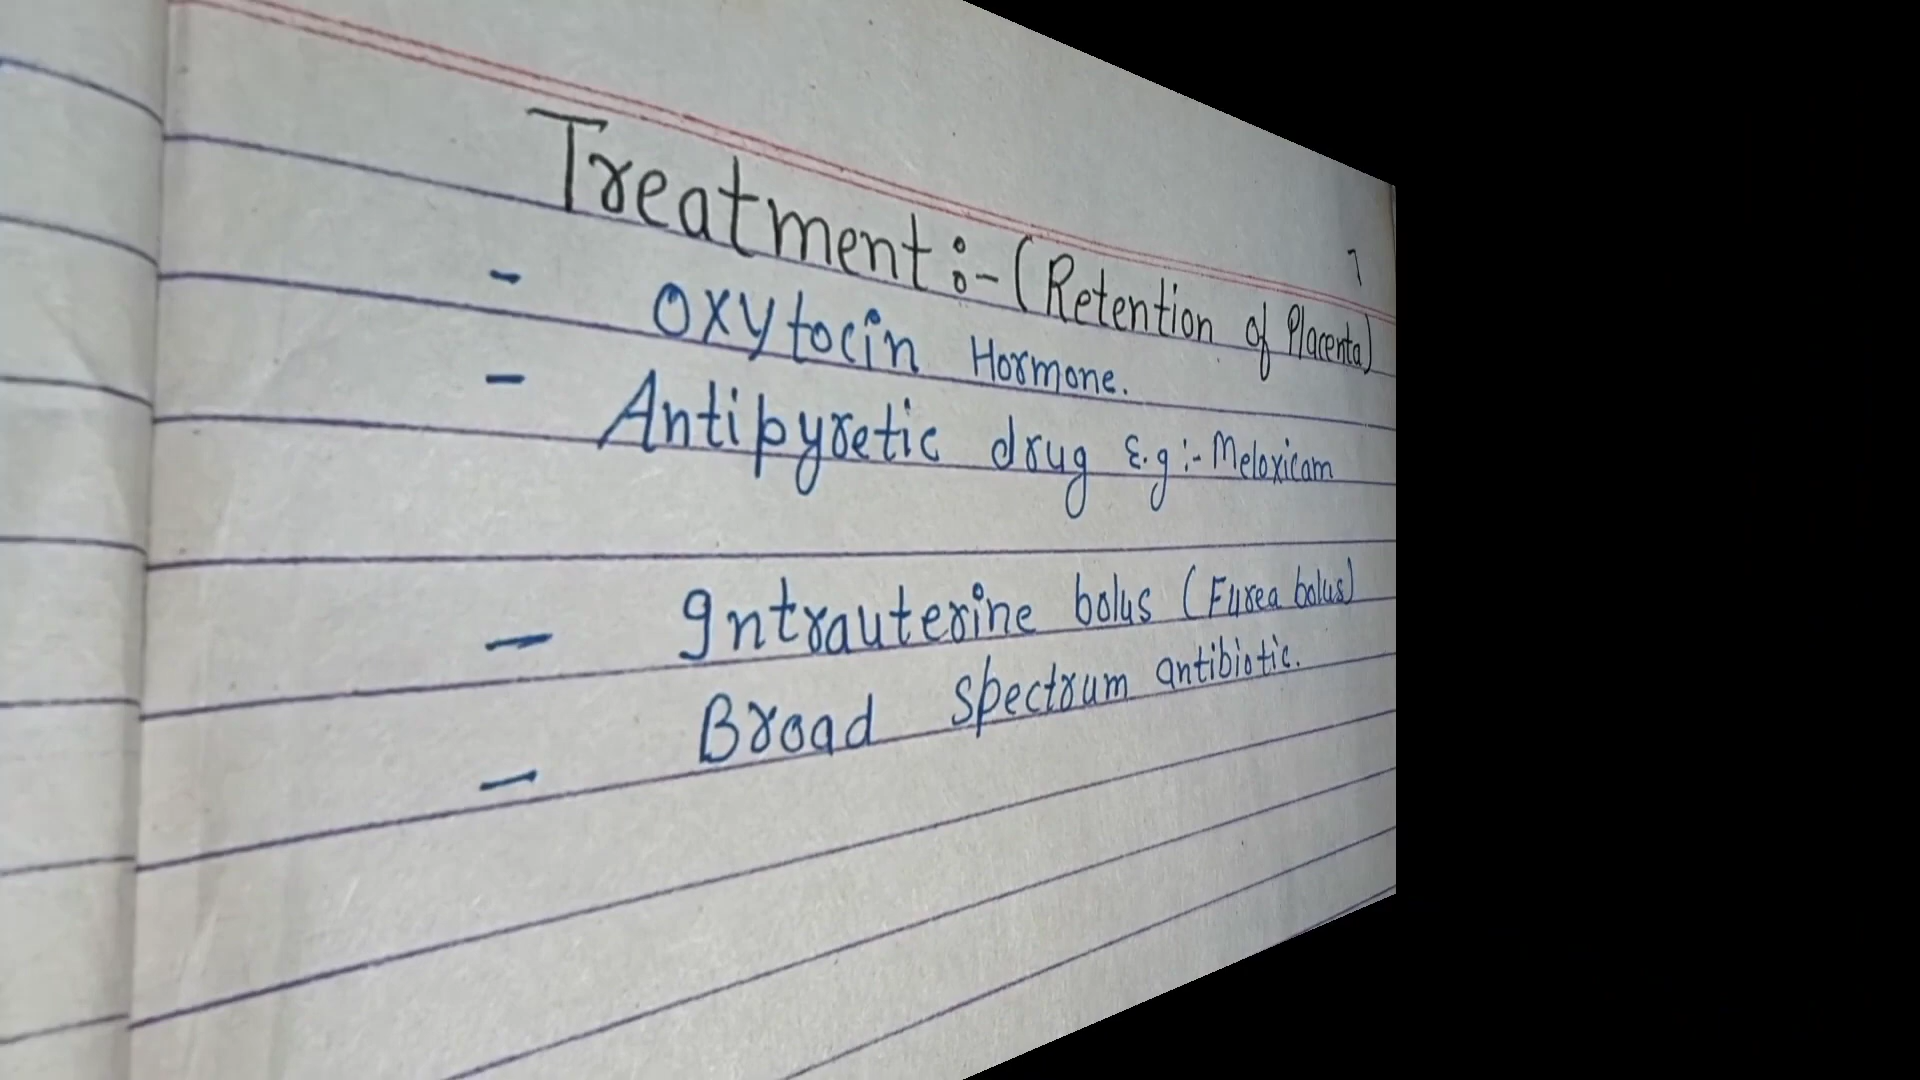 Treatment :- (Retention of Placenta)
- Oxytocin Hormone.
- Antipyretic drug E.g :- Meloxicam
- Intrauterine bolus (Furea bolus)
- Broad spectrum antibiotic.